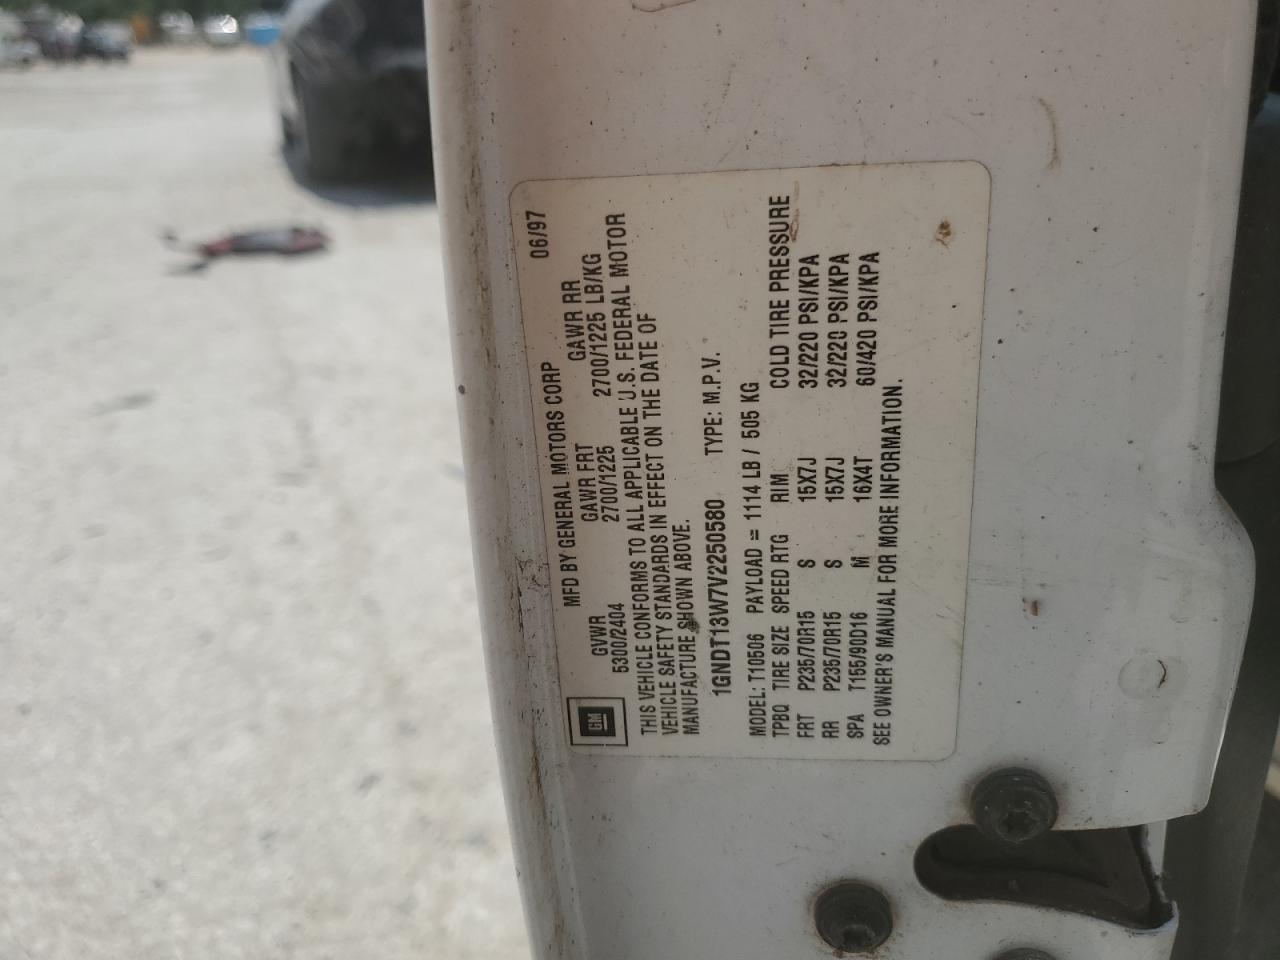 MFD BY GENERAL MOTORS CORP 06/97
GM
GVWR GAWR FRT GAWR RR
5300/2404 2700/1225 2700/1225 LB/KG
THIS VEHICLE CONFORMS TO ALL APPLICABLE U.S. FEDERAL MOTOR
VEHICLE SAFETY STANDARDS IN EFFECT ON THE DATE OF
MANUFACTURE SHOWN ABOVE.
1GNDT13W7V2250580 TYPE: M.P.V.
MODEL: T10506 PAYLOAD = 1114 LB / 505 KG
TPBQ TIRE SIZE SPEED RTG RIM COLD TIRE PRESSURE
FRT P235/70R15 S 15X7J 32/220 PSI/KPA
RR P235/70R15 S 15X7J 32/220 PSI/KPA
SPA T155/90D16 M 16X4T 60/420 PSI/KPA
SEE OWNER'S MANUAL FOR MORE INFORMATION.